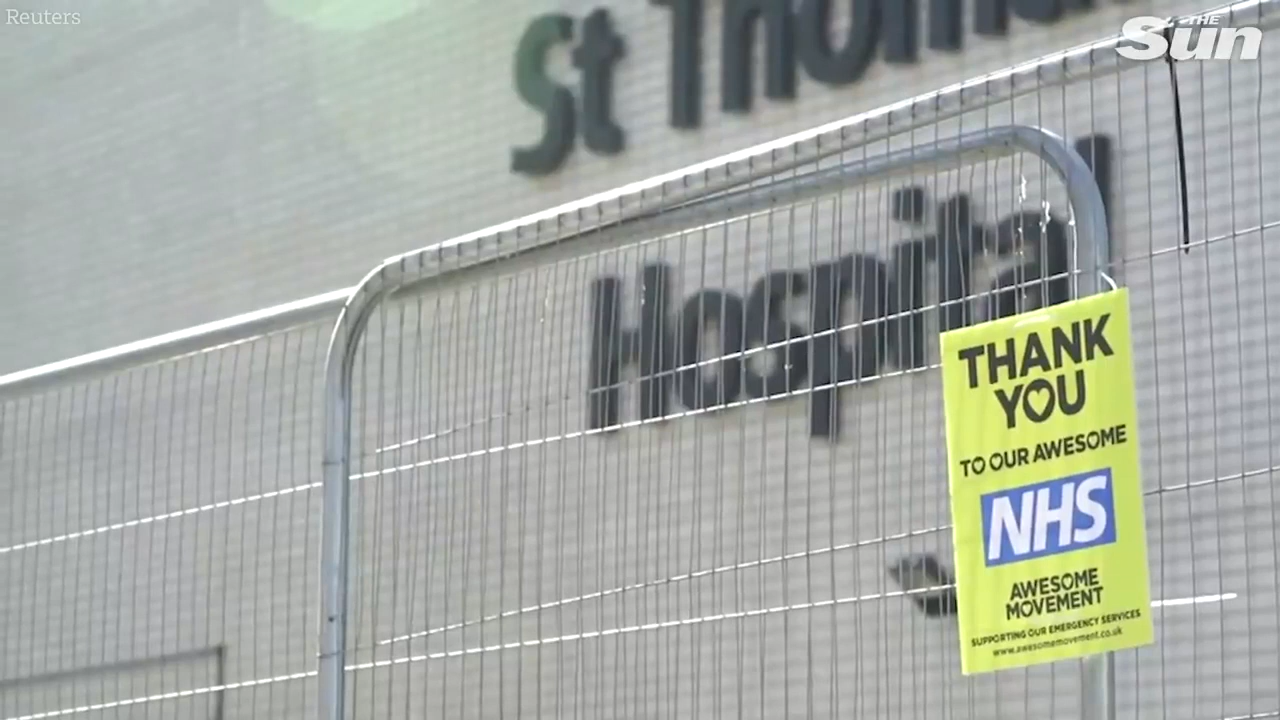 Reuters
THE
Sun
St Thomas
Hospital
THANK
YOU
TO OUR AWESOME
NHS
AWESOME
MOVEMENT
SUPPORTING OUR EMERGENCY SERVICES
www.awesomemovement.co.uk